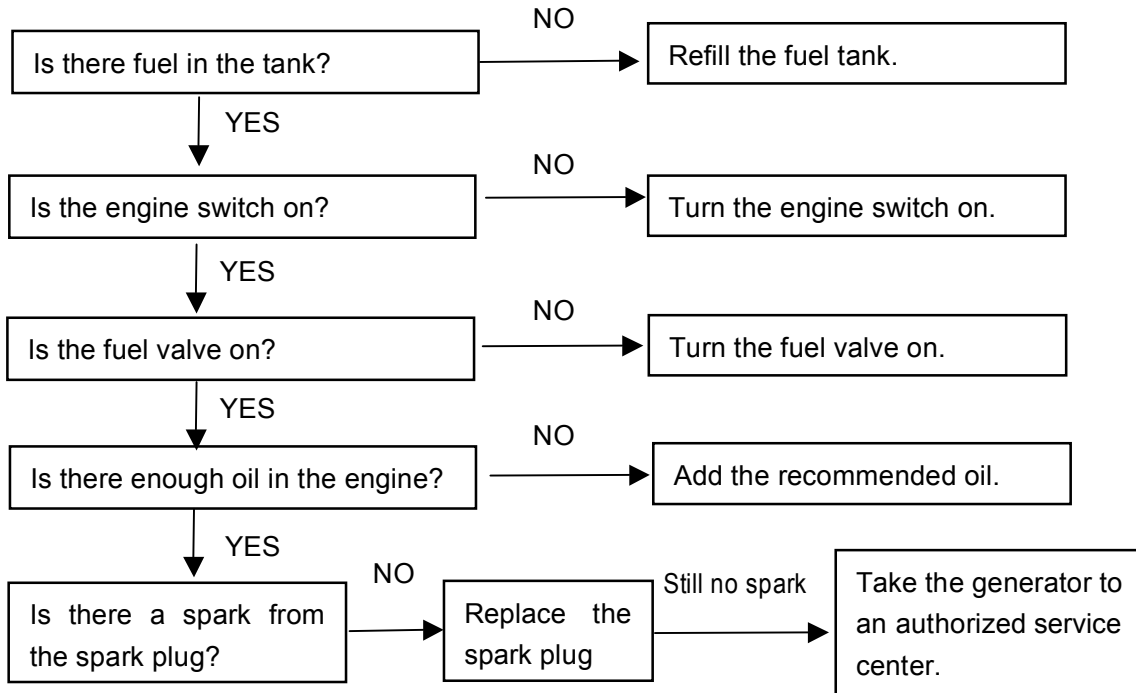 NO
Is there fuel in the tank?
Refill the fuel tank.
YES
NO
Is the engine switch on?
Turn the engine switch on.
YES
NO
Is the fuel valve on?
Turn the fuel valve on.
YES
NO
Is there enough oil in the engine?
Add the recommended oil.
YES
NO
Still no spark
Is there a spark from
the spark plug?
Replace the
spark plug
Take the generator to
an authorized service
center.